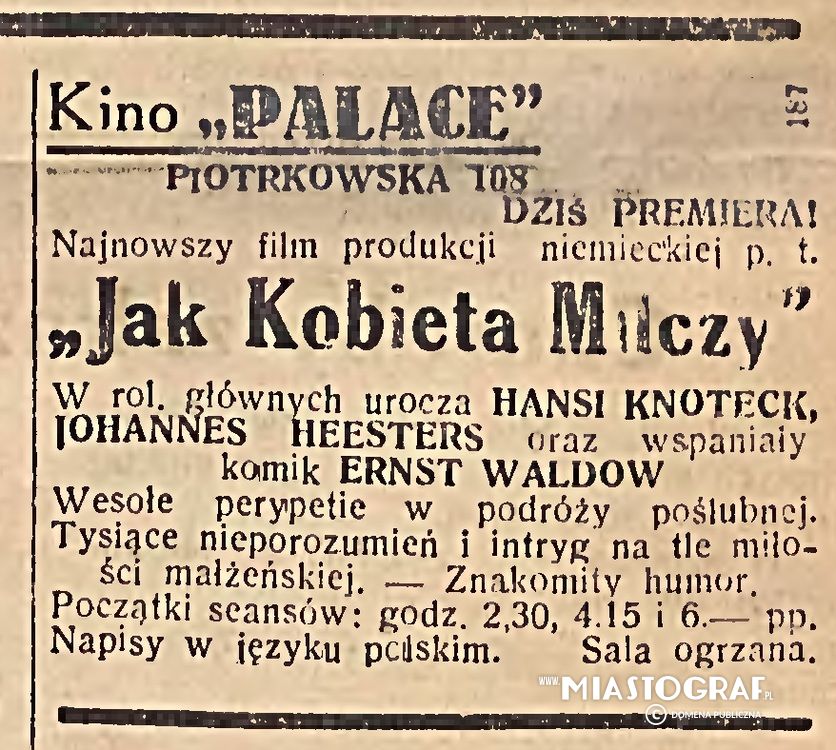 Kino „PALACE”
187
PIOTRKOWSKA 108
DZIŚ PREMIERA!
Najnowszy film produkcji niemieckiej p. t.
„Jak Kobieta Milczy”
W rol. głównych urocza HANSI KNOTECK,
JOHANNES HEESTERS oraz wspaniały
komik ERNST WALDOW
Wesołe perypetie w podróży poślubnej.
Tysiące nieporozumień i intryg na tle miło-
ści małżeńskiej. — Znakomity humor.
Początki seansów: godz. 2,30, 4.15 i 6.— pp.
Napisy w języku polskim. Sala ogrzana.
WWW.MIASTOGRAF.PL
© DOMENA PUBLICZNA